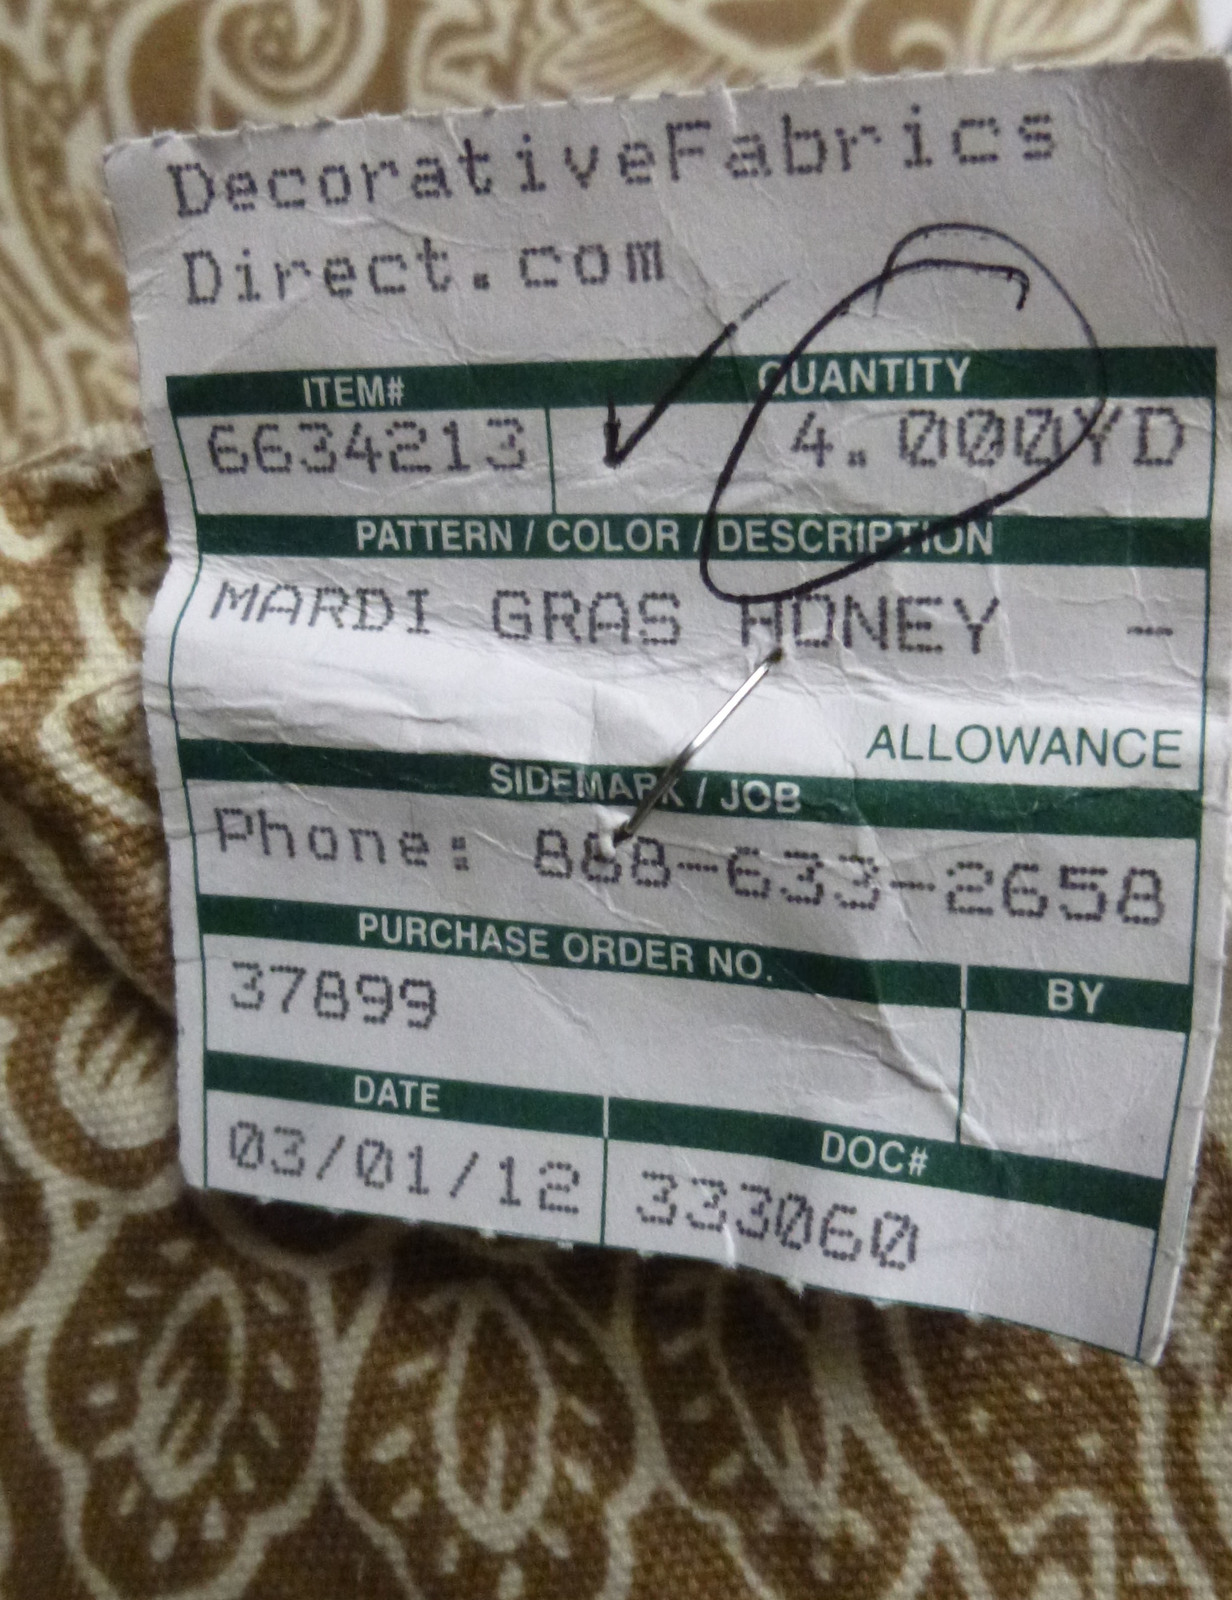 DecorativeFabrics
Direct.com
ITEM# QUANTITY
6634213 4.000YD
PATTERN / COLOR / DESCRIPTION
MARDI GRAS HONEY -
ALLOWANCE
SIDEMARK / JOB
Phone: 888-633-2658
PURCHASE ORDER NO. BY
37899
DATE DOC#
03/01/12 333060